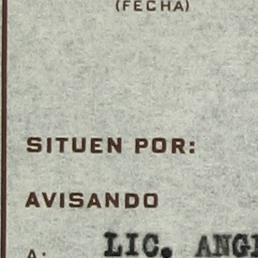 (FECHA)
SITUEN POR:
AVISANDO
A: LIC.